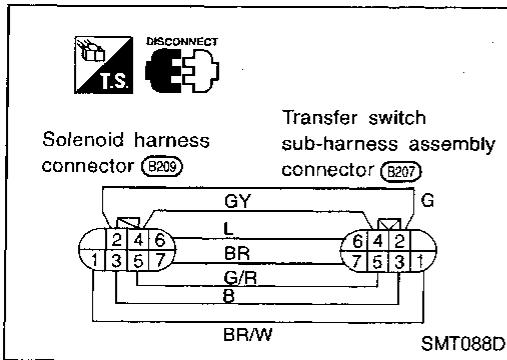 DISCONNECT
T.S.
Solenoid harness
connector B209
Transfer switch
sub-harness assembly
connector B207
G
GY
L
BR
G/R
B
BR/W
2 4 6
1 3 5 7
6 4 2
7 5 3 1
SMT088D